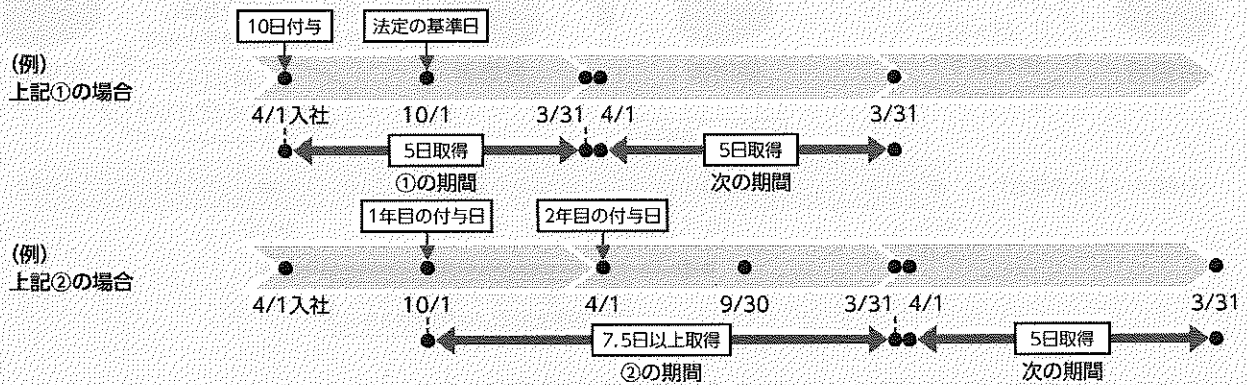 10日付与 法定の基準日
(例)
上記①の場合
4/1入社 10/1 3/31 4/1 3/31
5日取得 5日取得
①の期間 次の期間
1年目の付与日 2年目の付与日
(例)
上記②の場合
4/1入社 10/1 4/1 9/30 3/31 4/1 3/31
7.5日以上取得 5日取得
②の期間 次の期間